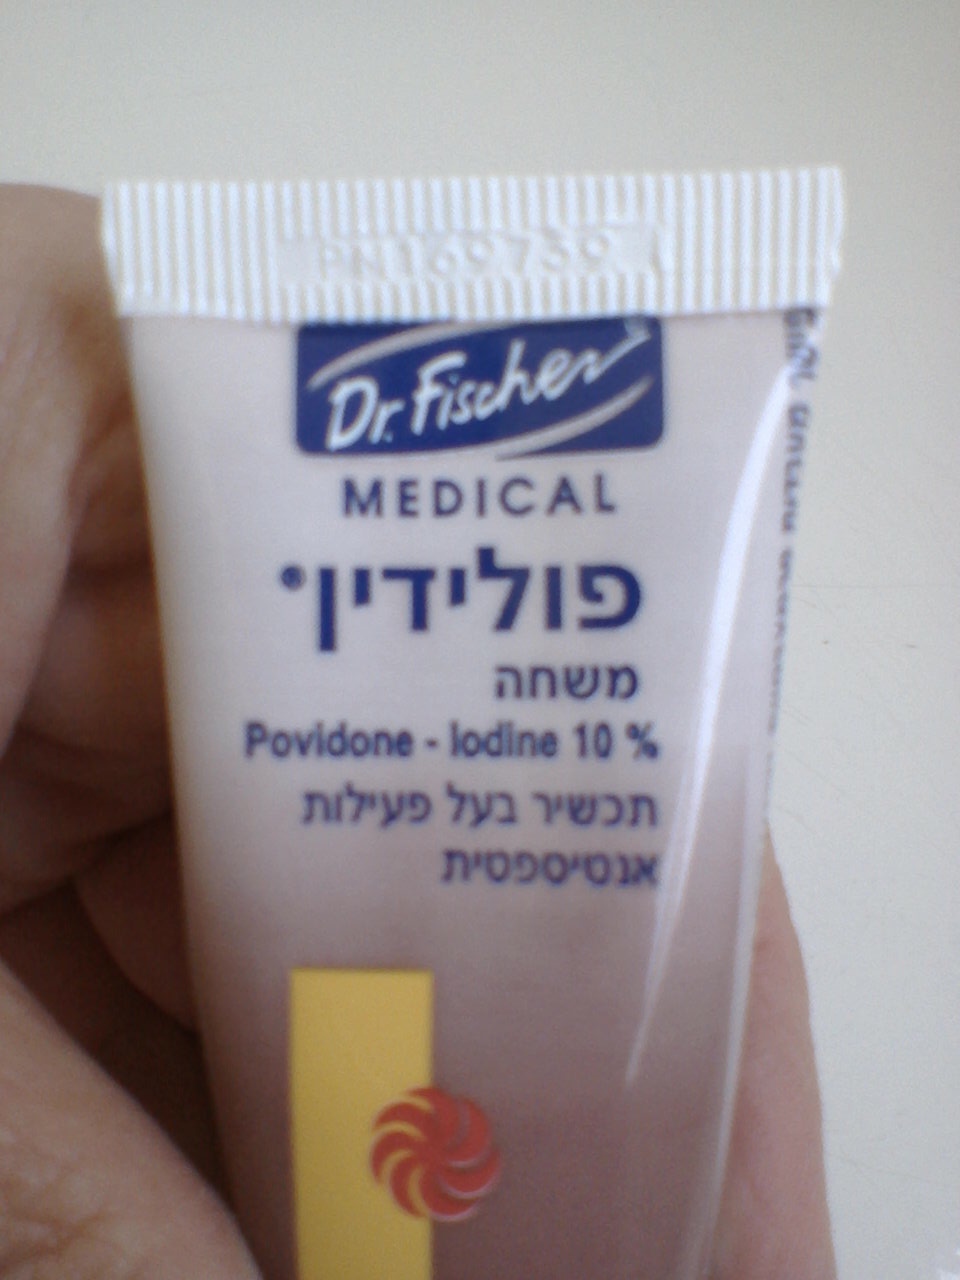 Dr. Fischer
MEDICAL
פולידין®
משחה
Povidone - Iodine 10 %
תכשיר בעל פעילות
אנטיספטית